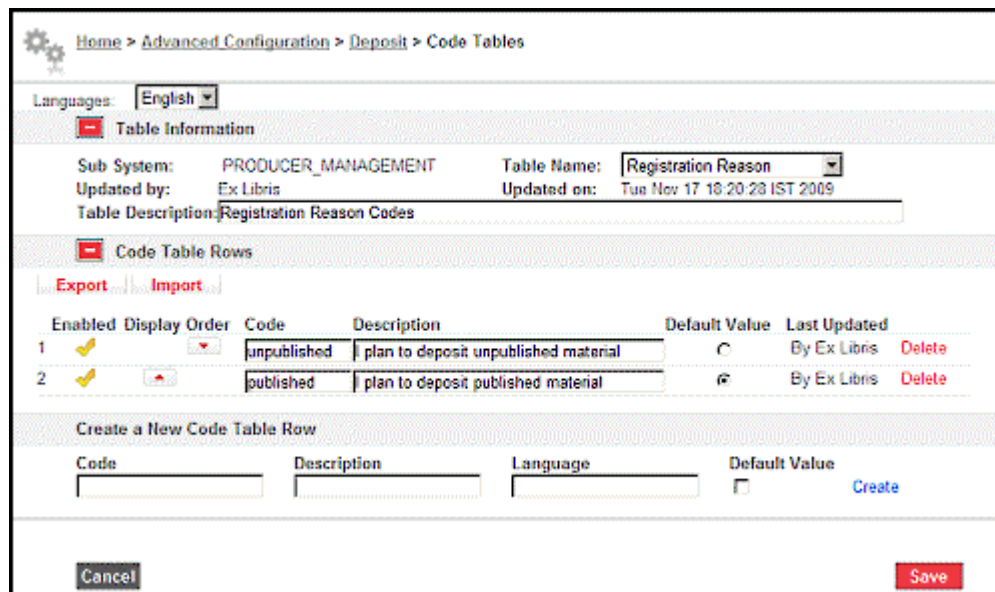 Home > Advanced Configuration > Deposit > Code Tables
Languages: English
Table Information
Sub System: PRODUCER_MANAGEMENT Table Name: Registration Reason
Updated by: Ex Libris Updated on: Tue Nov 17 18:20:28 IST 2009
Table Description: Registration Reason Codes
Code Table Rows
Export Import
Enabled Display Order Code Description Default Value Last Updated
1 unpublished I plan to deposit unpublished material By Ex Libris Delete
2 published I plan to deposit published material By Ex Libris Delete
Create a New Code Table Row
Code Description Language Default Value
Create
Cancel Save